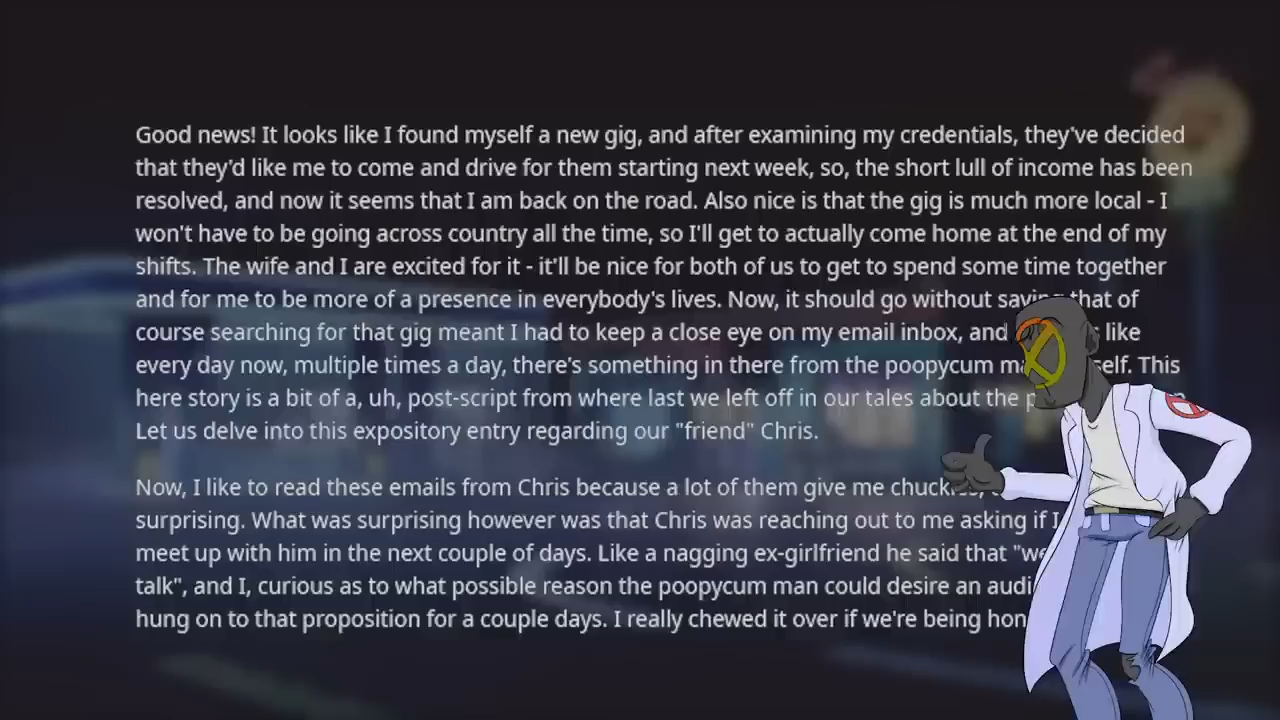 Good news! It looks like I found myself a new gig, and after examining my credentials, they've decided
that they'd like me to come and drive for them starting next week, so, the short lull of income has been
resolved, and now it seems that I am back on the road. Also nice is that the gig is much more local - I
won't have to be going across country all the time, so I'll get to actually come home at the end of my
shifts. The wife and I are excited for it - it'll be nice for both of us to get to spend some time together
and for me to be more of a presence in everybody's lives. Now, it should go without saying that of
course searching for that gig meant I had to keep a close eye on my email inbox, and like
every day now, multiple times a day, there's something in there from the poopycum
This
here story is a bit of a, uh, post-script from where last we left off in our tales about the
Let us delve into this expository entry regarding our "friend" Chris.
Now, I like to read these emails from Chris because a lot of them give me
surprising. What was surprising however was that Chris was reaching out to me asking if I
meet up with him in the next couple of days. Like a nagging ex-girlfriend he said that
talk", and I, curious as to what possible reason the poopycum man could desire an
hung on to that proposition for a couple days. I really chewed it over if we're being